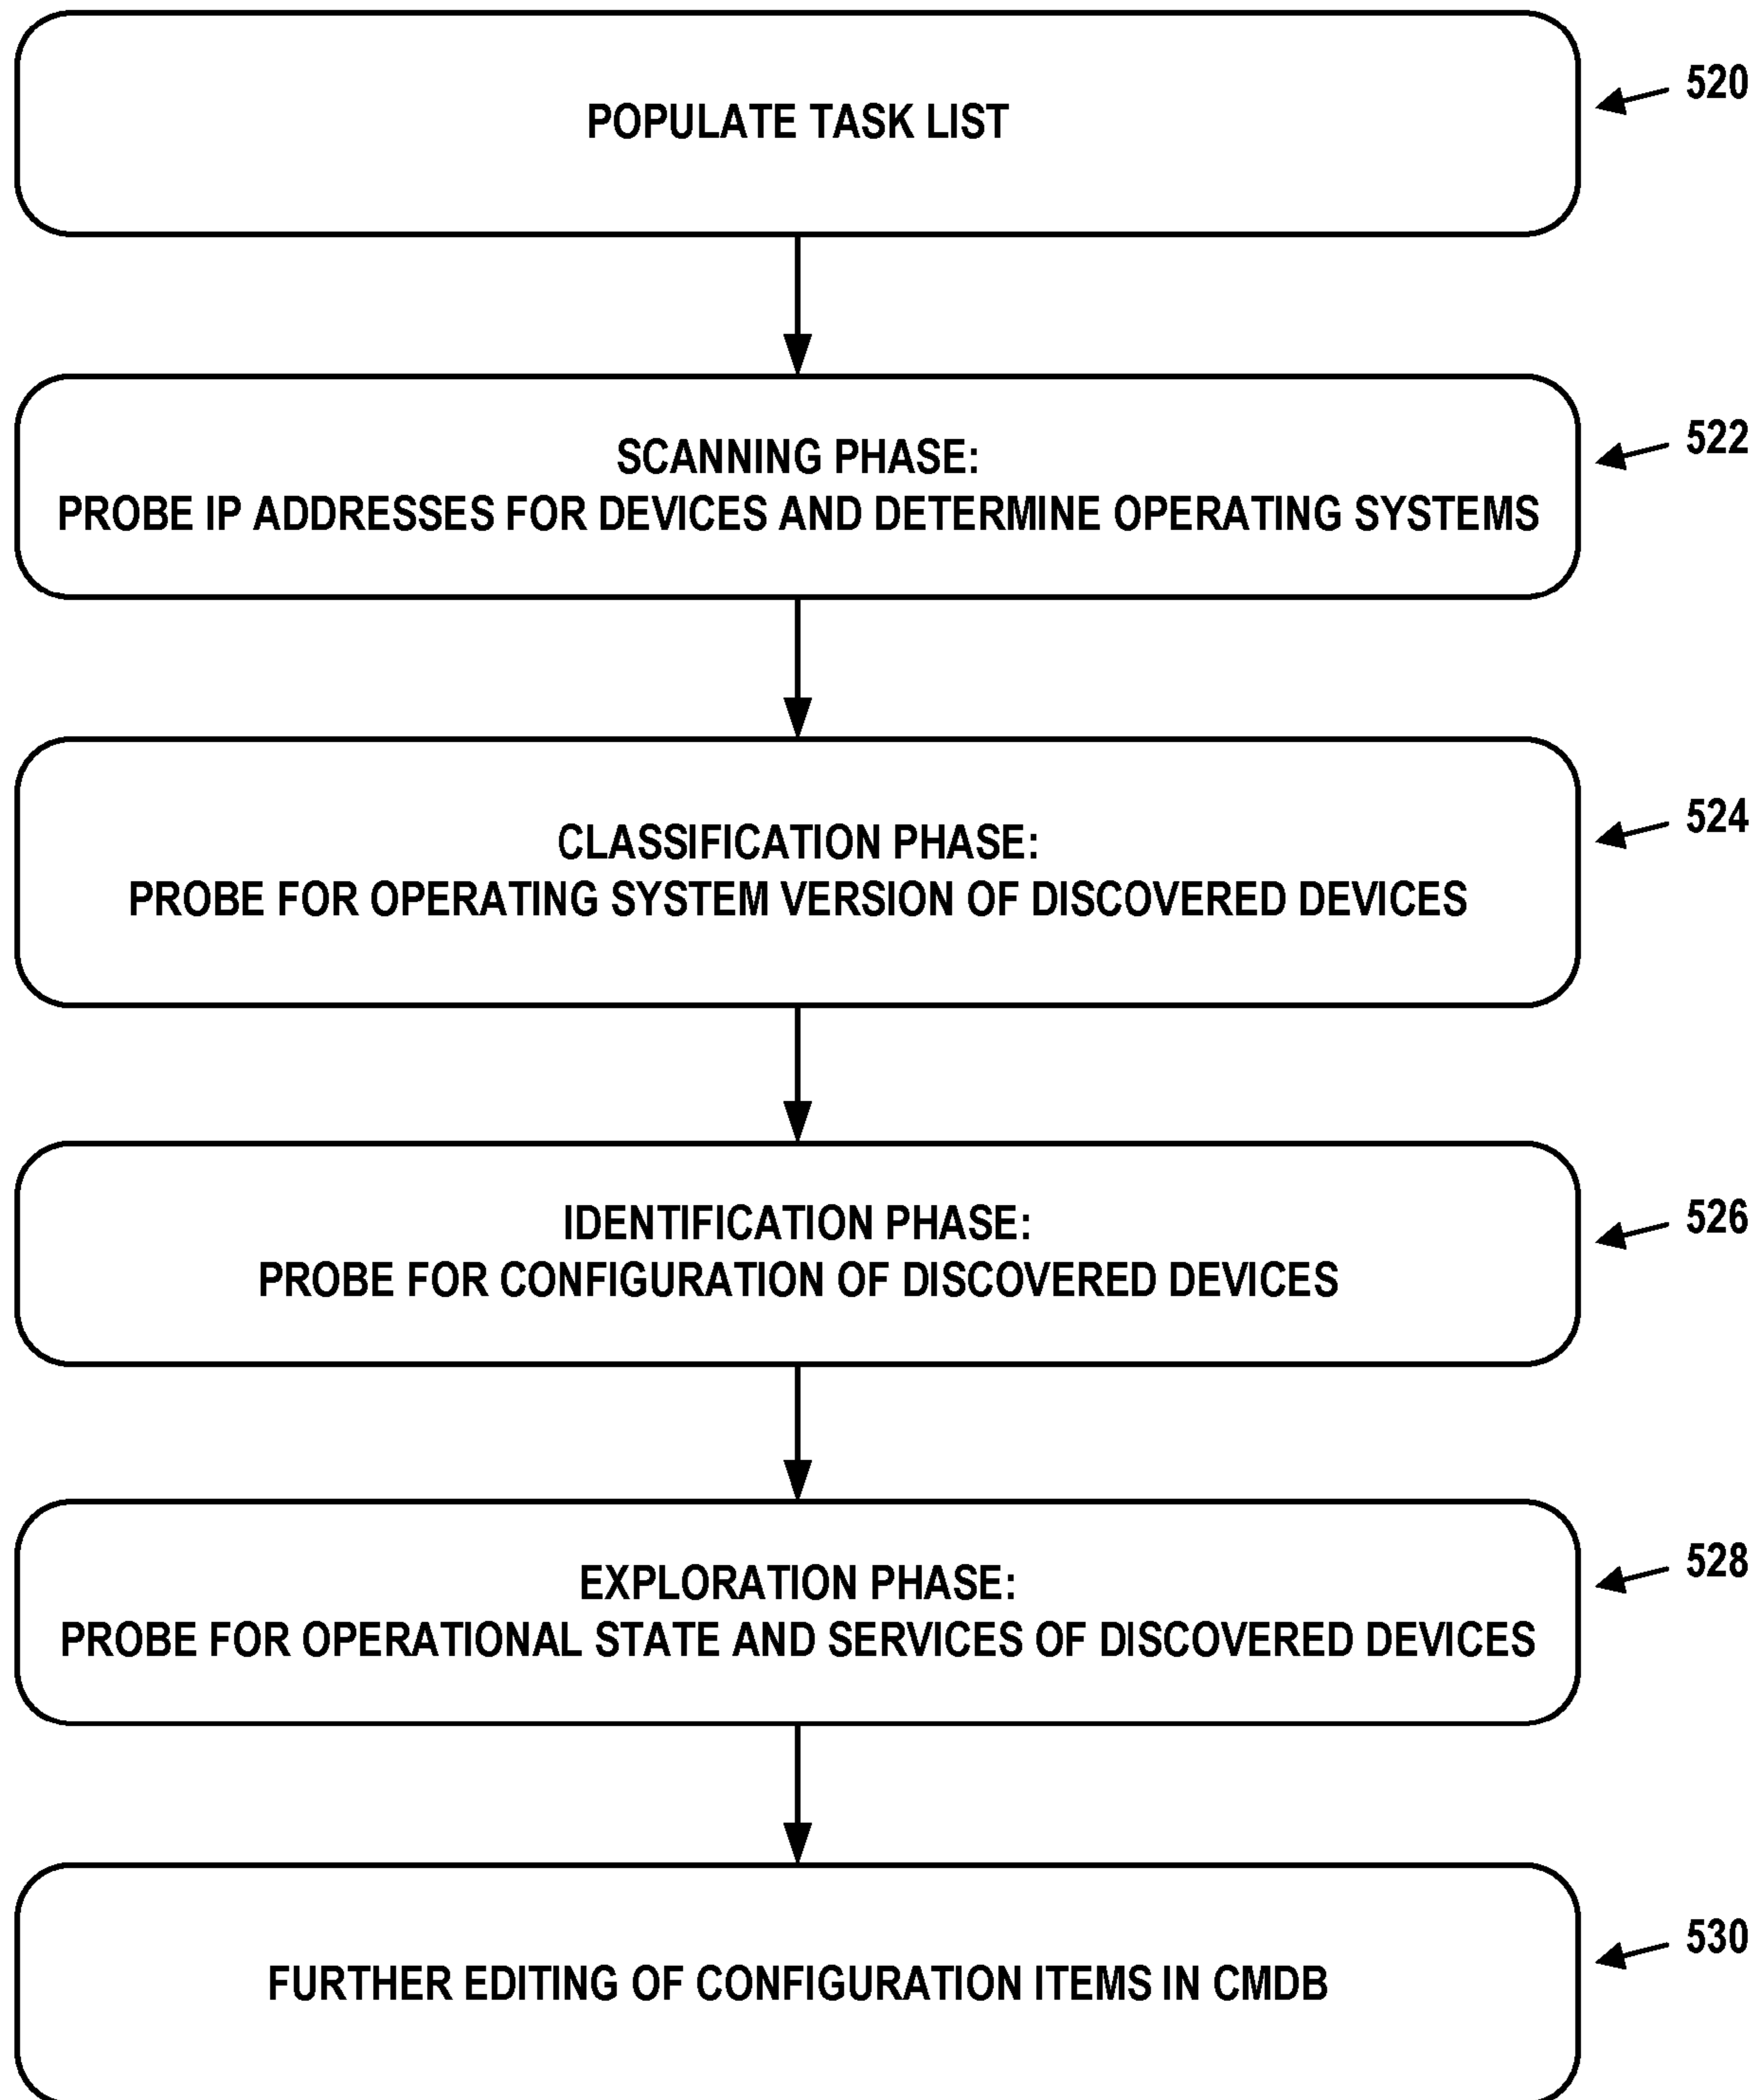 POPULATE TASK LIST
520
SCANNING PHASE:
PROBE IP ADDRESSES FOR DEVICES AND DETERMINE OPERATING SYSTEMS
522
CLASSIFICATION PHASE:
PROBE FOR OPERATING SYSTEM VERSION OF DISCOVERED DEVICES
524
IDENTIFICATION PHASE:
PROBE FOR CONFIGURATION OF DISCOVERED DEVICES
526
EXPLORATION PHASE:
PROBE FOR OPERATIONAL STATE AND SERVICES OF DISCOVERED DEVICES
528
FURTHER EDITING OF CONFIGURATION ITEMS IN CMDB
530